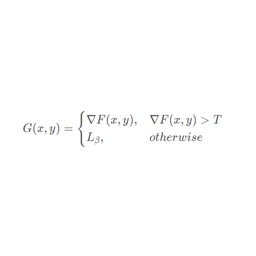 G(x, y) = { ∇F(x, y), ∇F(x, y) > T
L_β, otherwise